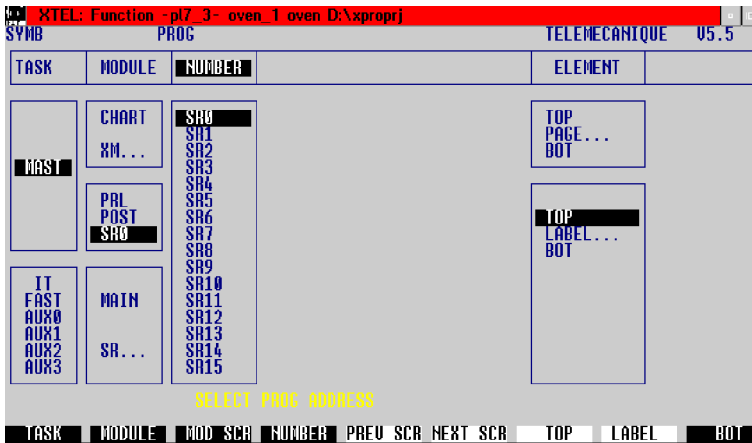 XTEL: Function -pl7_3- oven_1 oven D:\xproprj
SYMB PROG TELEMECANIQUE V5.5
TASK MODULE NUMBER ELEMENT
MAST
CHART
XM...
PRL
POST
SR0
SR0
SR1
SR2
SR3
SR4
SR5
SR6
SR7
SR8
SR9
SR10
SR11
SR12
SR13
SR14
SR15
TOP
PAGE...
BOT
TOP
LABEL...
BOT
IT
FAST
AUX0
AUX1
AUX2
AUX3
MAIN
SR...
SELECT PROG ADDRESS
TASK MODULE MOD SCR NUMBER PREV SCR NEXT SCR TOP LABEL BOT